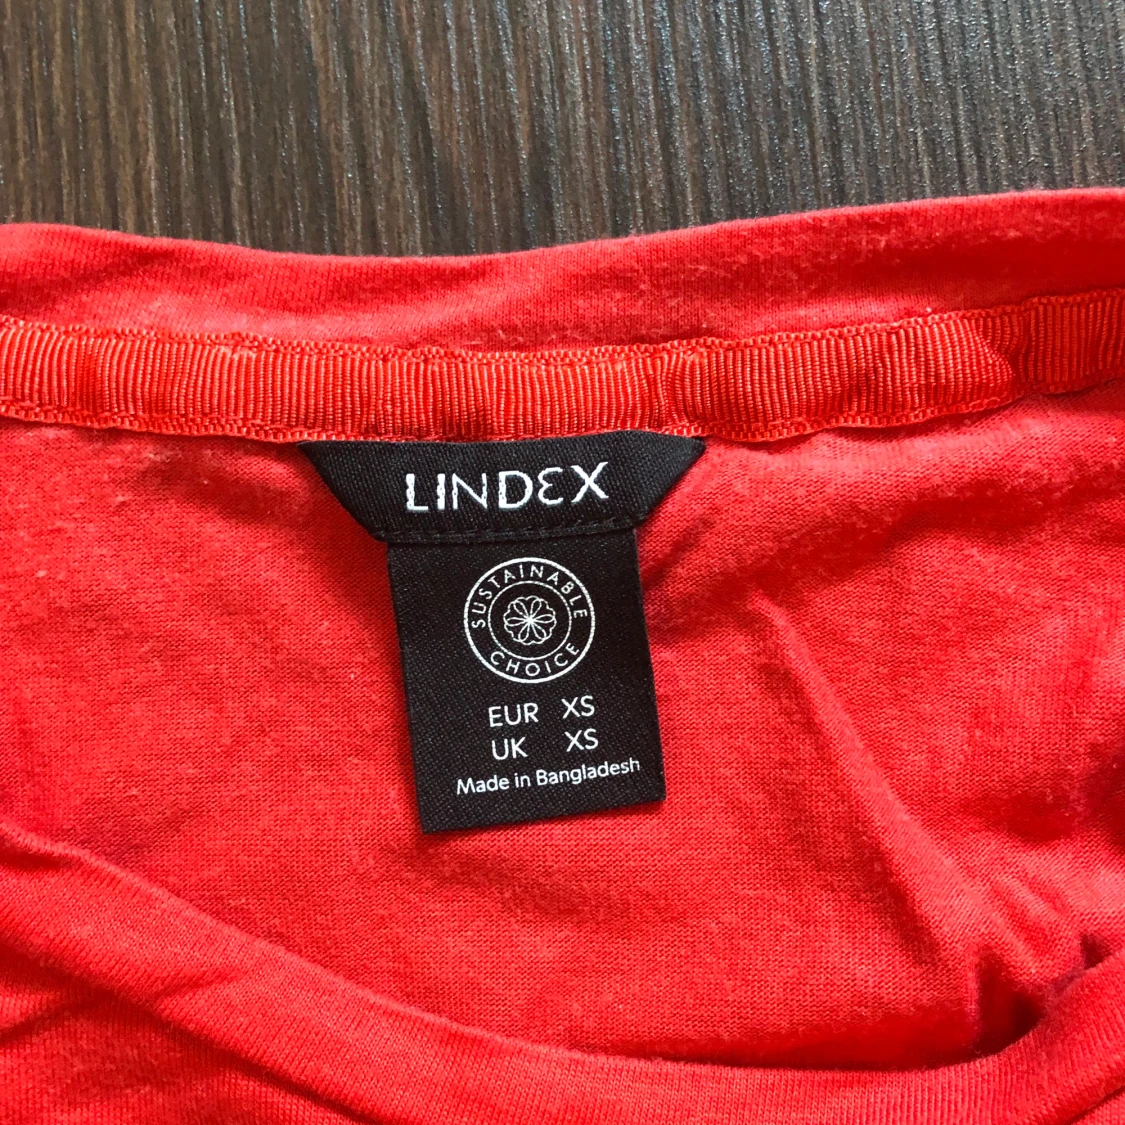 LINDEX
SUSTAINABLE
CHOICE
EUR XS
UK XS
Made in Bangladesh